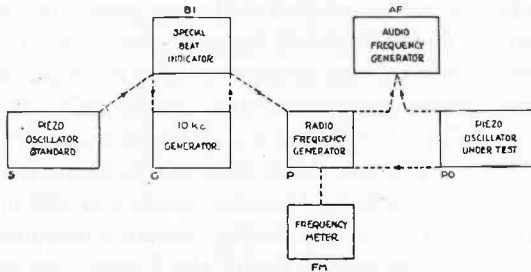 BI
AF
SPECIAL
BEAT
INDICATOR
AUDIO
FREQUENCY
GENERATOR
PIEZO
OSCILLATOR
STANDARD
10 Kc
GENERATOR.
RADIO
FREQUENCY
GENERATOR
PIEZO
OSCILLATOR
UNDER TEST
S
G
P
PO
FREQUENCY
METER
FM